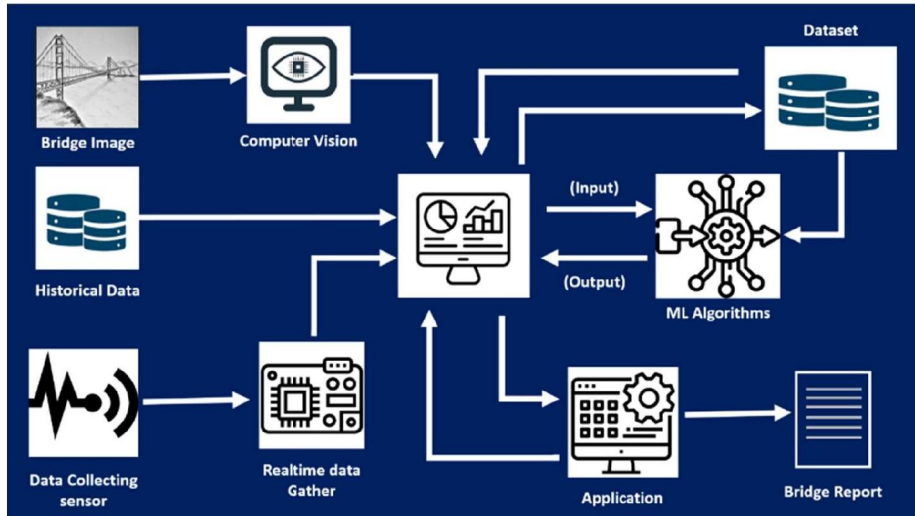 Dataset
Bridge Image
Computer Vision
(Input)
Historical Data
(Output)
ML Algorithms
Data Collecting
sensor
Realtime data
Gather
Application
Bridge Report